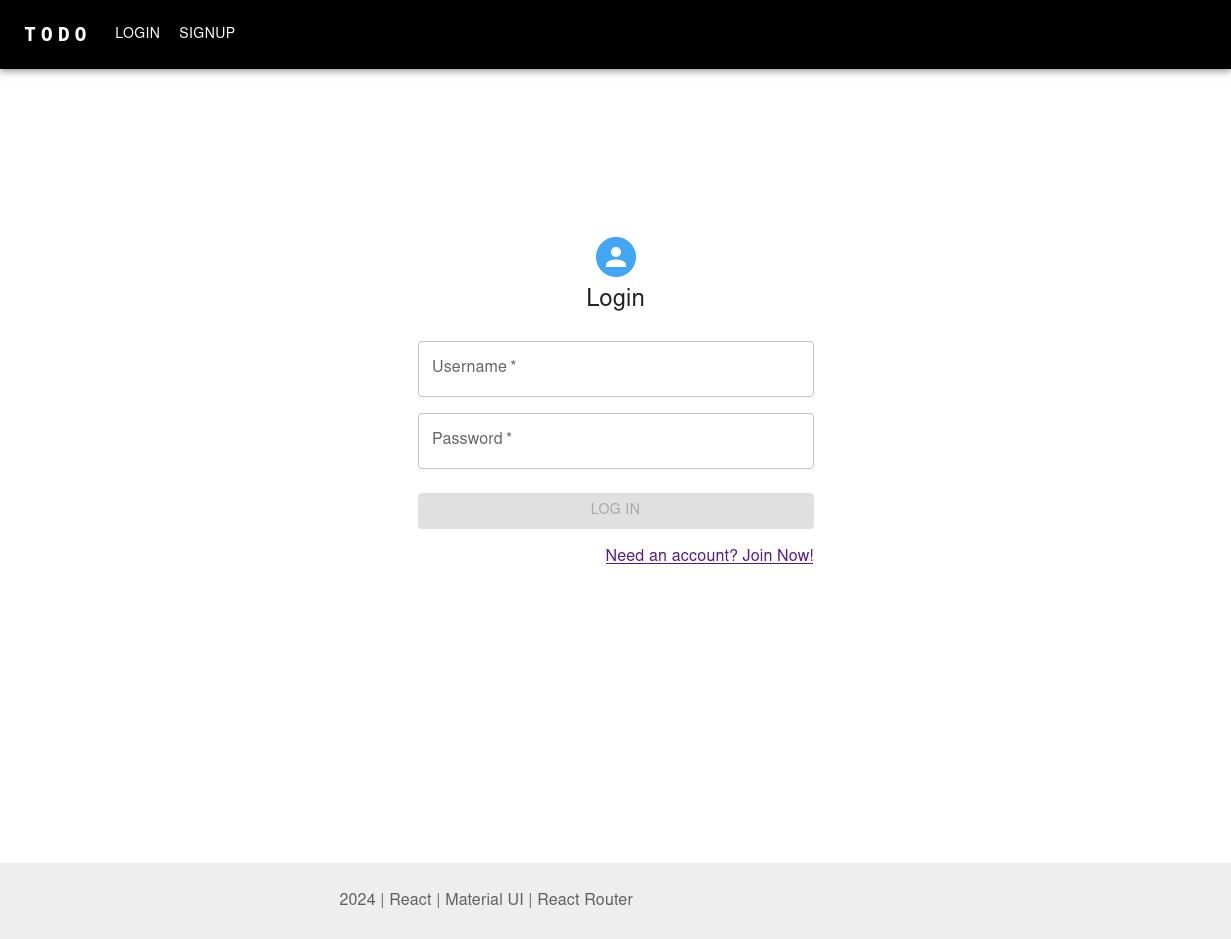 TODO LOGIN SIGNUP
Login
Username *
Password *
LOG IN
Need an account? Join Now!
2024 | React | Material UI | React Router